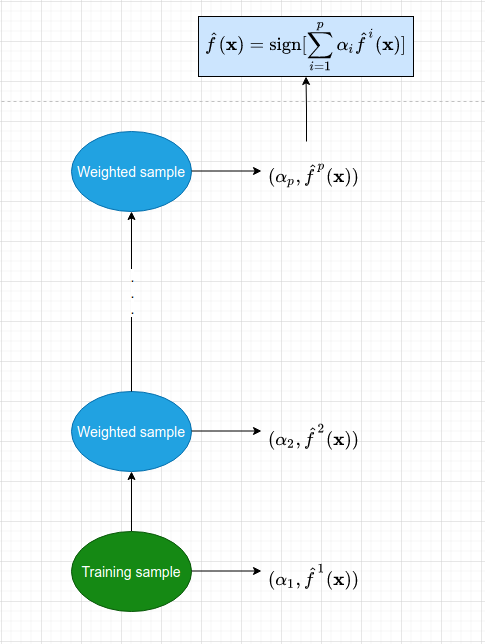 f̂(𝐱) = sign[∑_{i=1}^{p} α_i f̂^i(𝐱)]
Weighted sample
(α_p, f̂^p(𝐱))
.
.
.
Weighted sample
(α_2, f̂^2(𝐱))
Training sample
(α_1, f̂^1(𝐱))